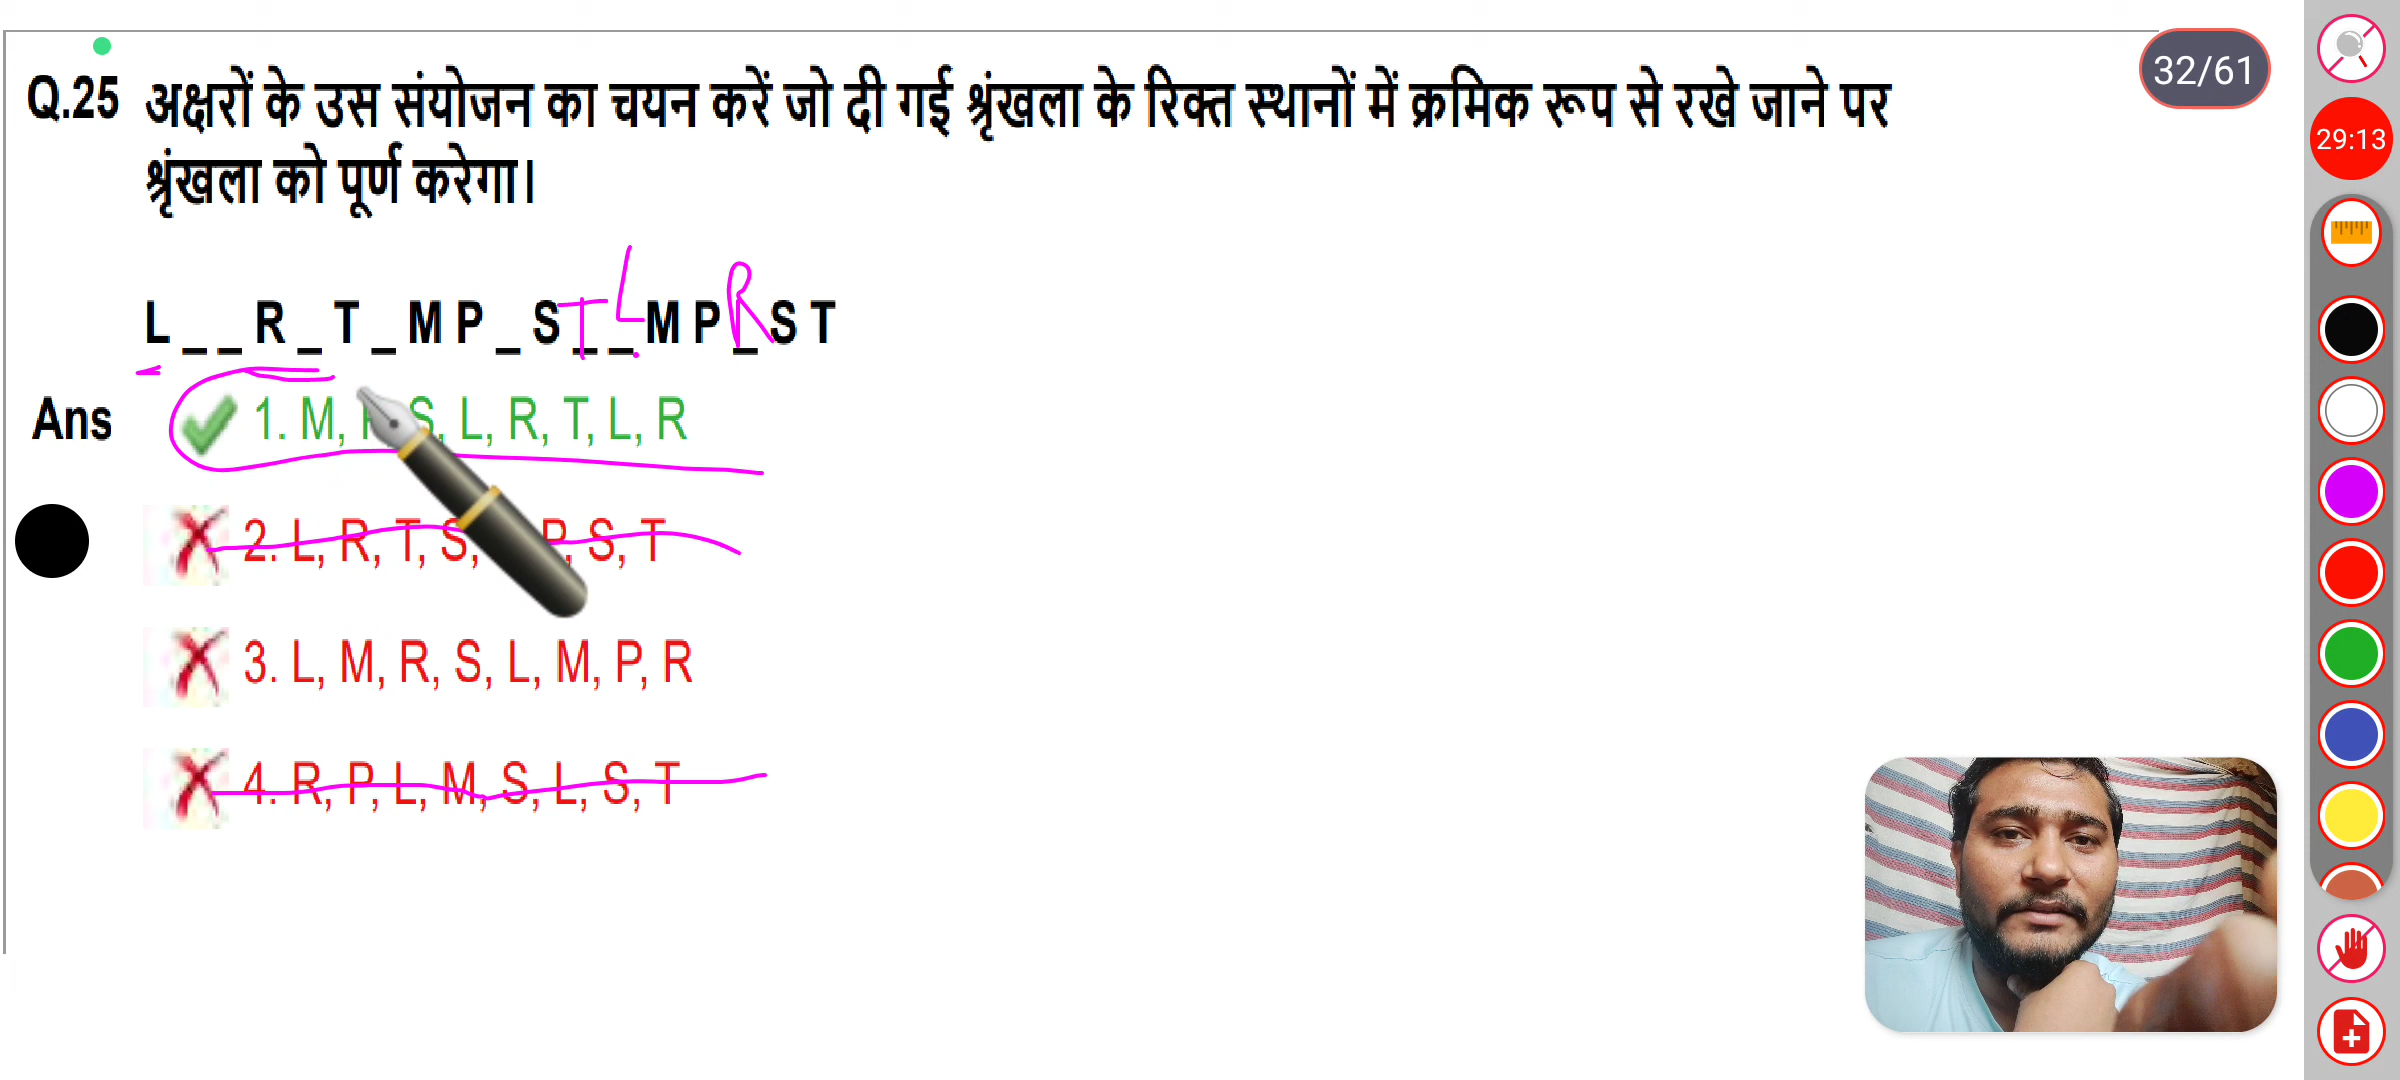 32/61
29:13
Q.25 अक्षरों के उस संयोजन का चयन करें जो दी गई श्रृंखला के रिक्त स्थानों में क्रमिक रूप से रखे जाने पर
श्रृंखला को पूर्ण करेगा।
L _ _ R _ T _ M P _ S T L M P R S T
Ans 1. M, P, S, L, R, T, L, R
2. L, R, T, S, P, S, T
3. L, M, R, S, L, M, P, R
4. R, P, L, M, S, L, S, T